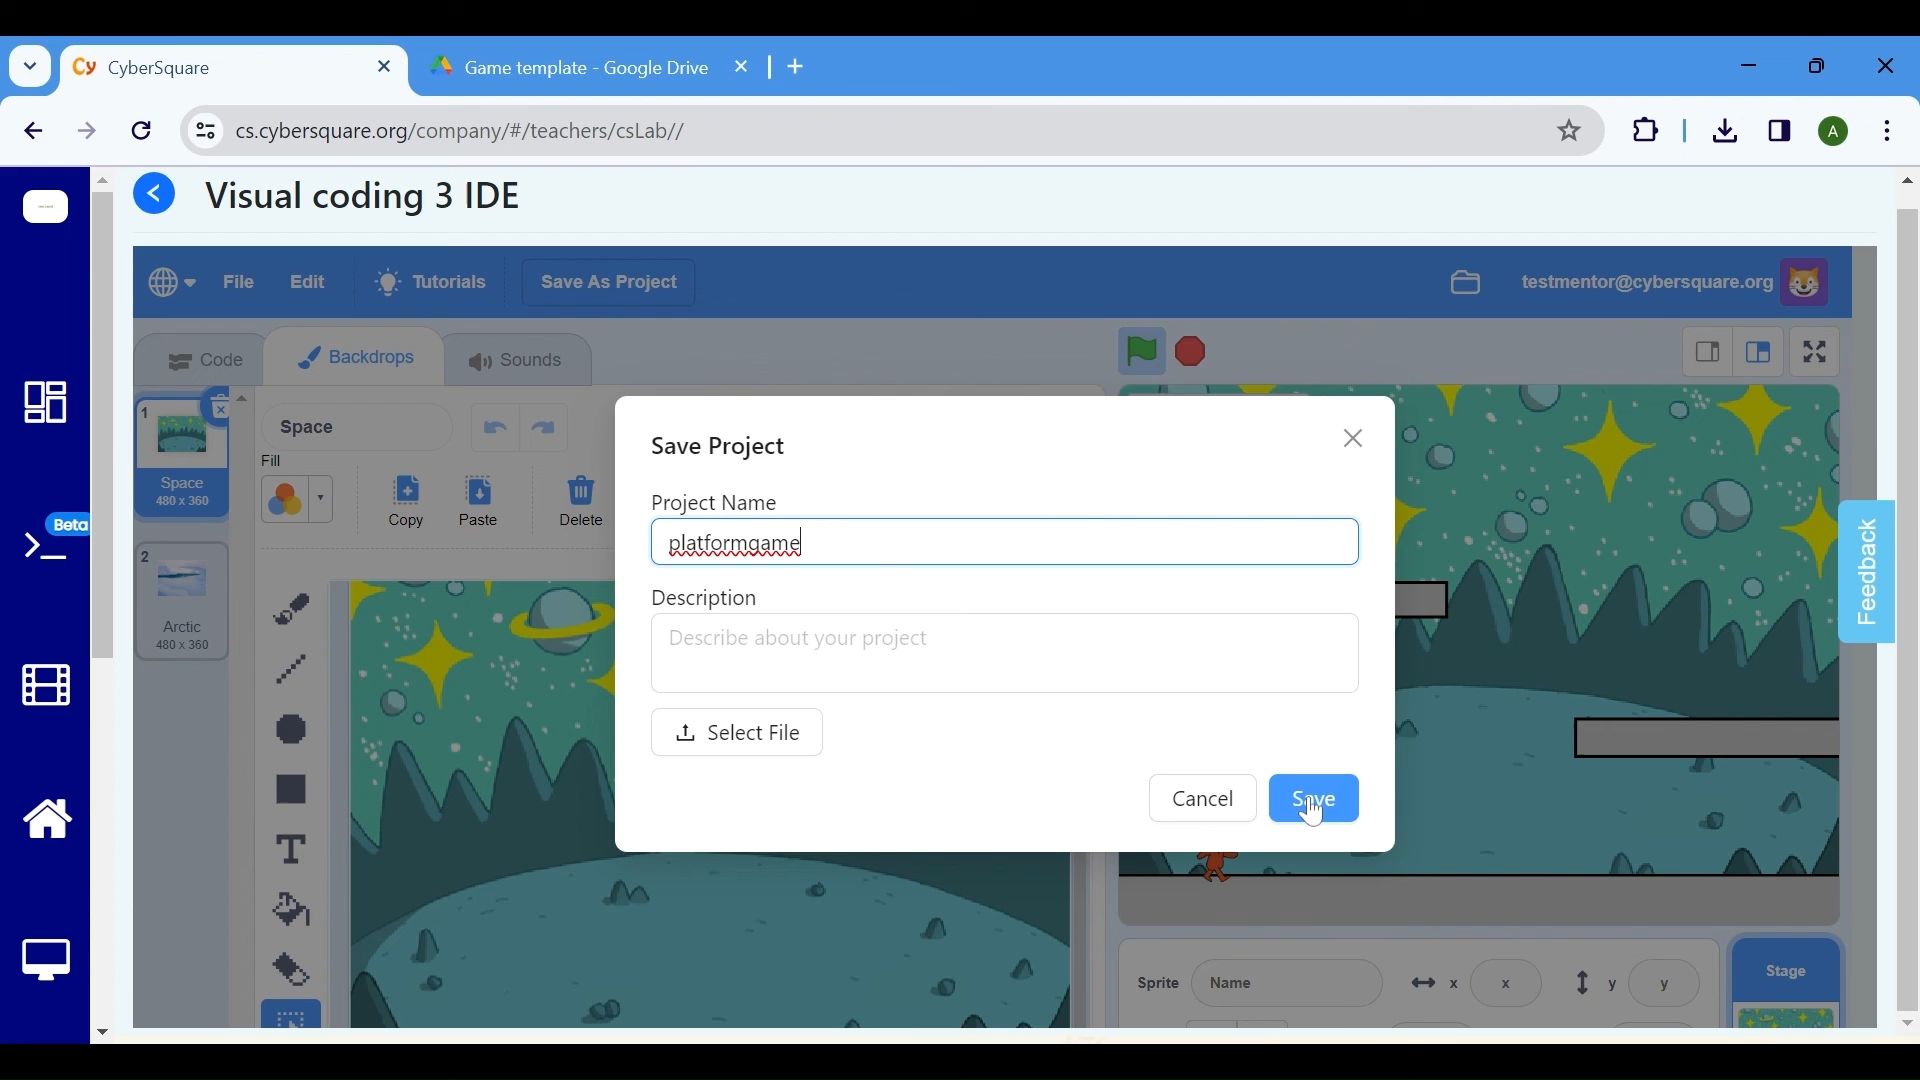 CyberSquare
Game template - Google Drive
cs.cybersquare.org/company/#/teachers/csLab//
A
Visual coding 3 IDE
File
Edit
Tutorials
Save As Project
testmentor@cybersquare.org
Code
Backdrops
Sounds
1
Space
480 x 360
2
Arctic
480 x 360
Space
Fill
Copy
Paste
Delete
Beta
Save Project
Project Name
platformgame
Description
Describe about your project
Select File
Cancel
Save
Feedback
Sprite
Name
x
x
y
y
Stage